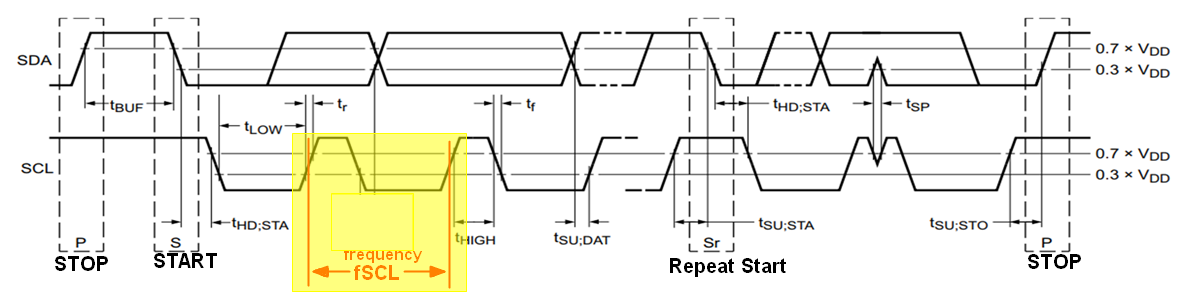 SDA
0.7 × VDD
0.3 × VDD
tBUF
tr
tf
tHD;STA
tSP
tLOW
SCL
0.7 × VDD
0.3 × VDD
tHD;STA
tHIGH
tSU;DAT
tSU;STA
tSU;STO
P
S
Sr
P
STOP
START
frequency
fSCL
Repeat Start
STOP